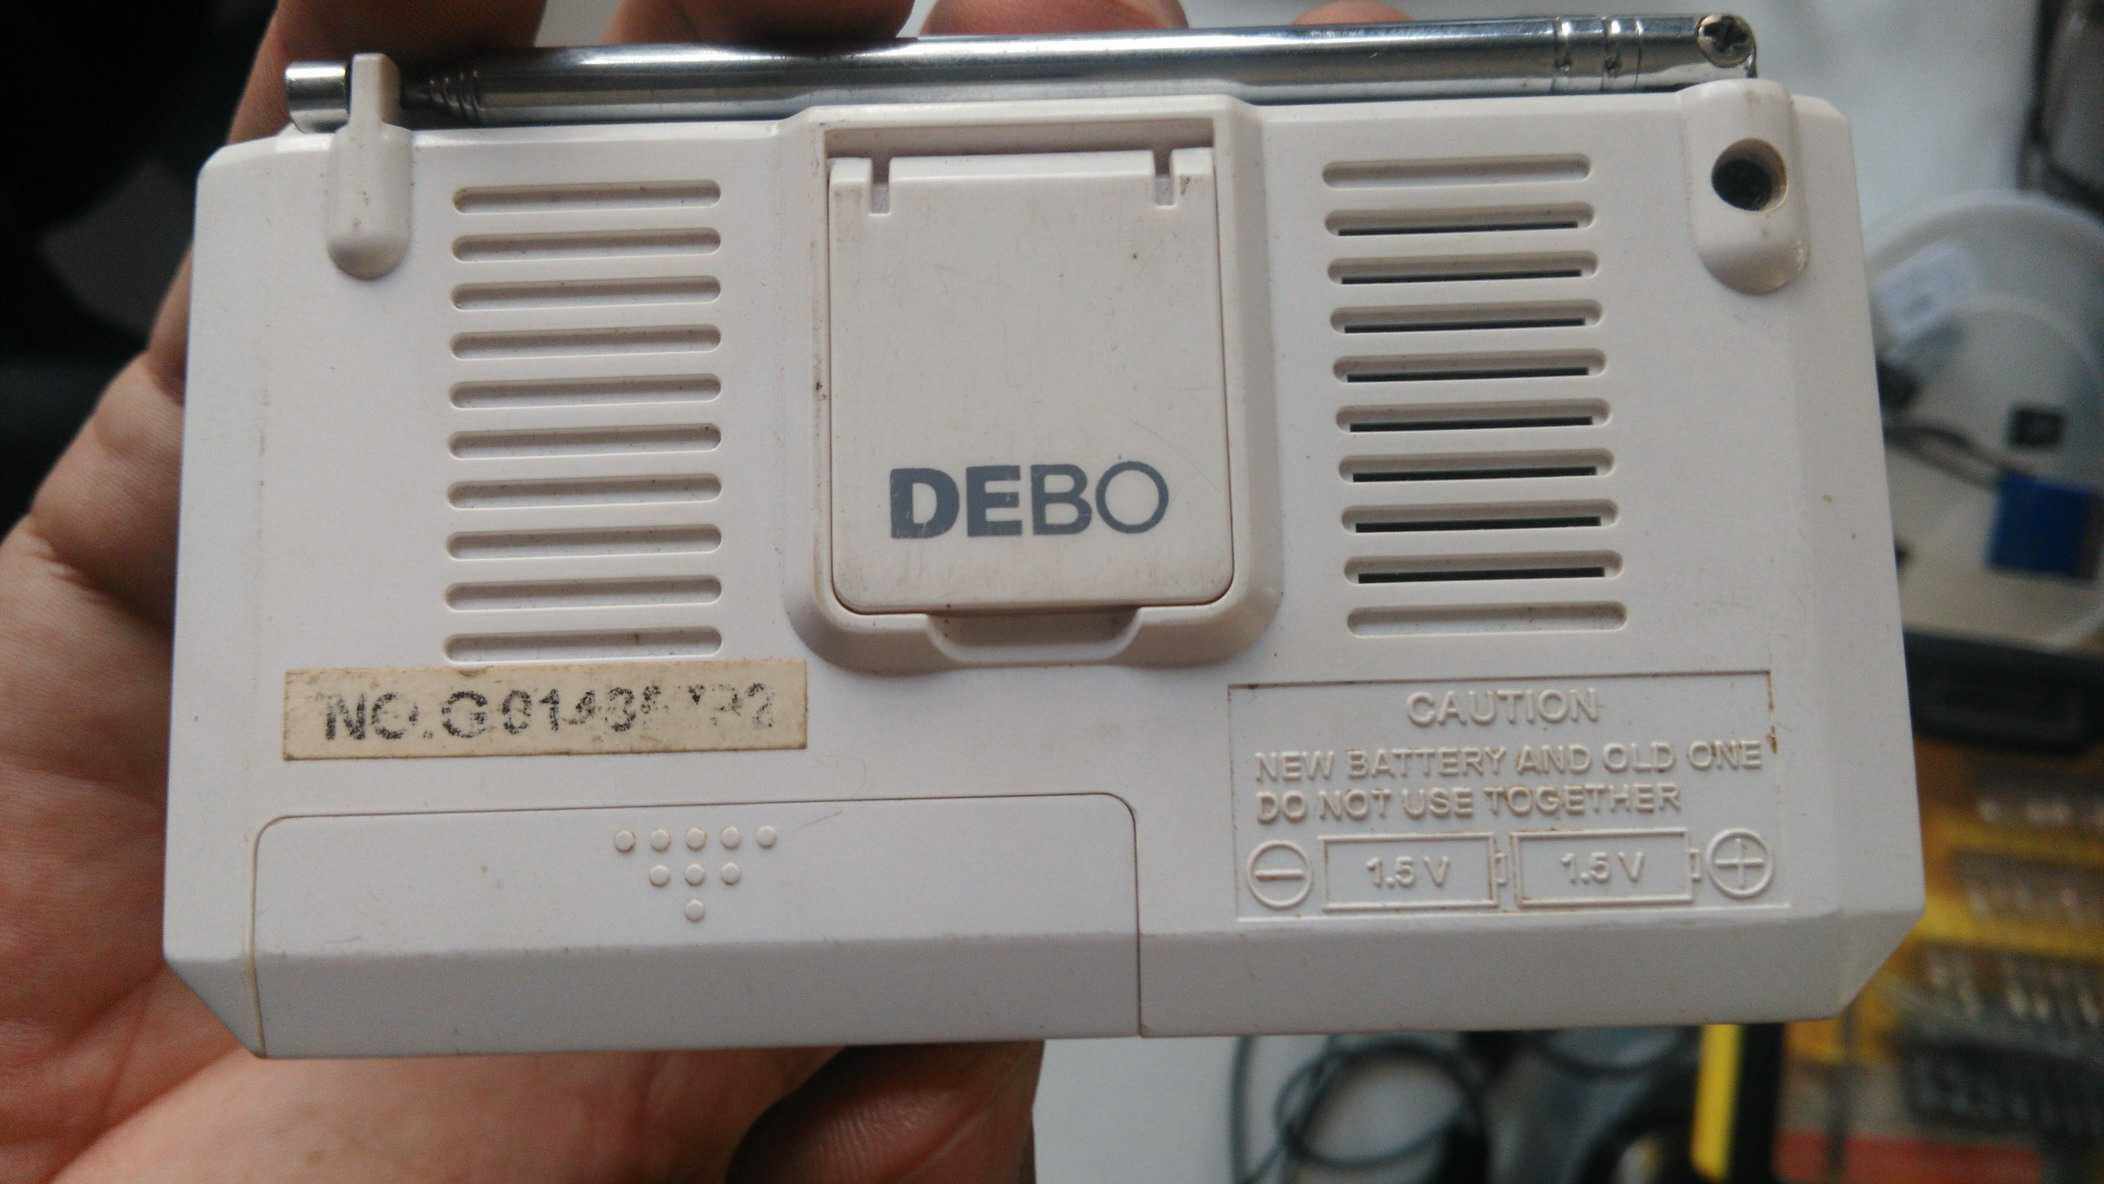 DEBO
CAUTION
NEW BATTERY AND OLD ONE
DO NOT USE TOGETHER
1.5 V 1.5 V